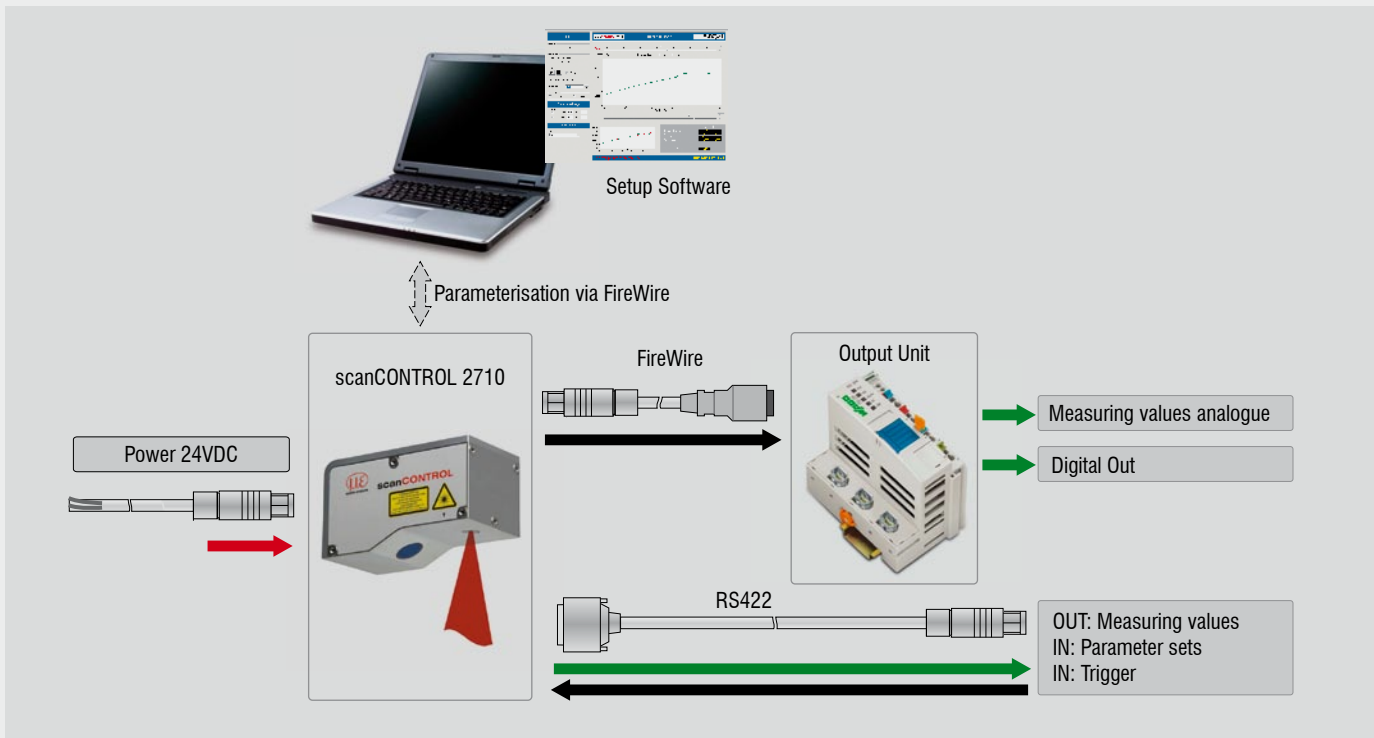 Setup Software
Parameterisation via FireWire
scanCONTROL 2710
FireWire
Output Unit
Measuring values analogue
Digital Out
Power 24VDC
scanCONTROL
RS422
OUT: Measuring values
IN: Parameter sets
IN: Trigger